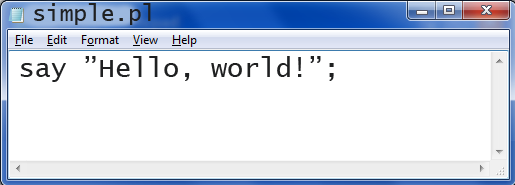 simple.pl
File Edit Format View Help
say ”Hello, world!”;